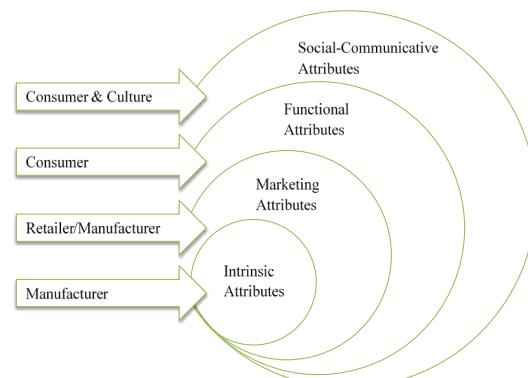 Social-Communicative
Attributes
Consumer & Culture
Functional
Attributes
Consumer
Marketing
Attributes
Retailer/Manufacturer
Intrinsic
Attributes
Manufacturer